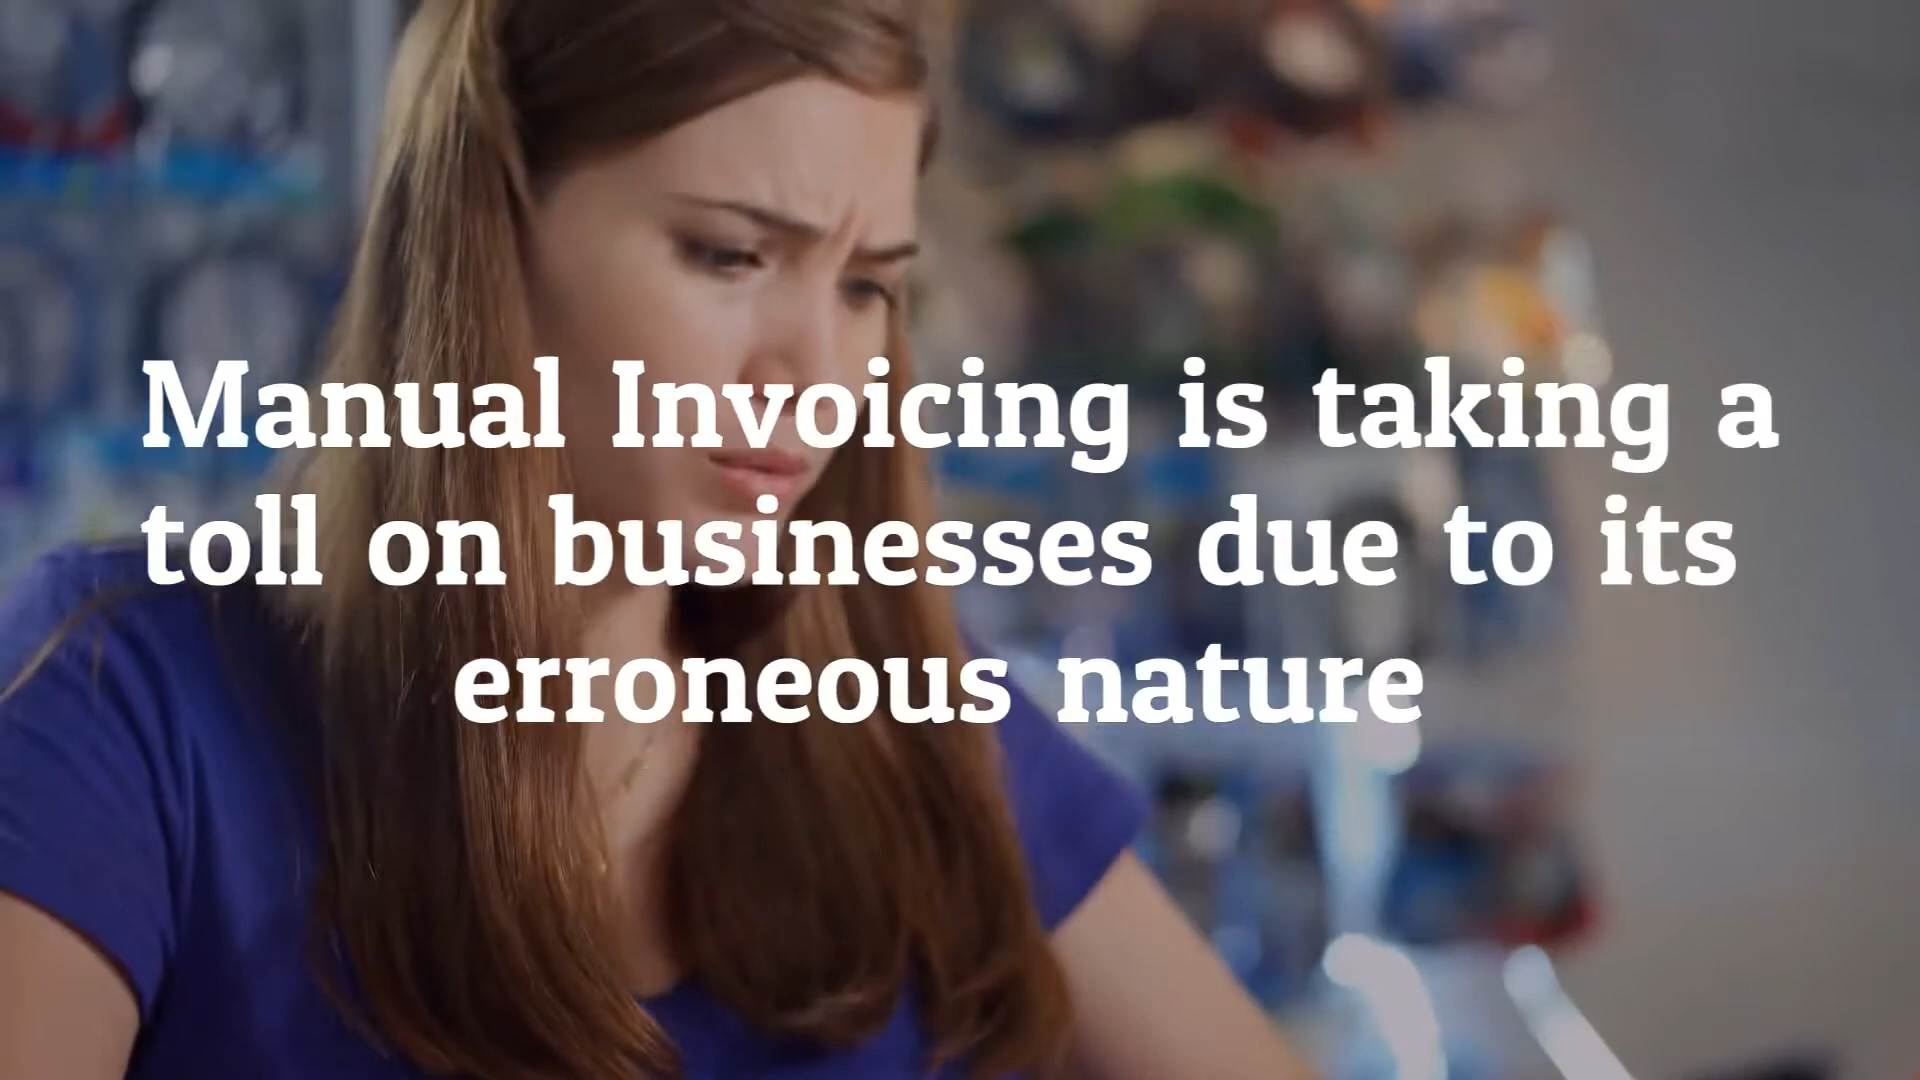 Manual Invoicing is taking a
toll on businesses due to its
erroneous nature